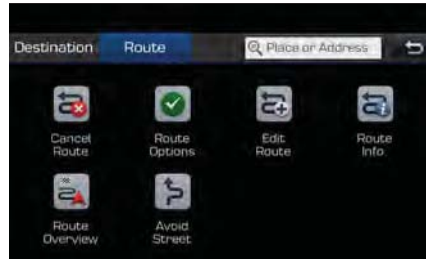 Destination
Route
Place or Address
Cancel
Route
Route
Options
Edit
Route
Route
Info
Route
Overview
Avoid
Street